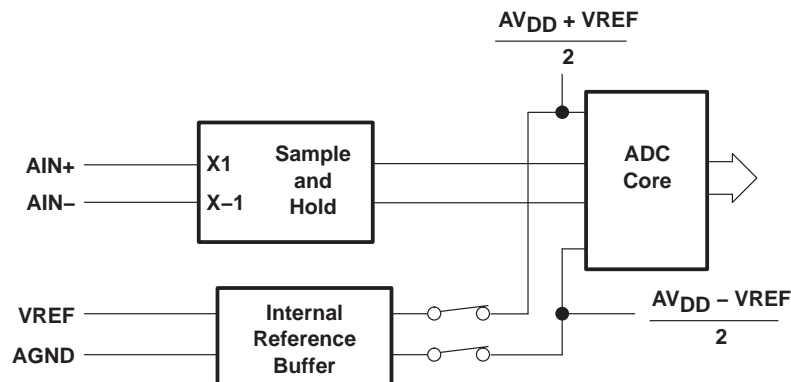 AVDD + VREF
2
AIN+
AIN–
X1
X–1
Sample
and
Hold
ADC
Core
VREF
AGND
Internal
Reference
Buffer
AVDD – VREF
2